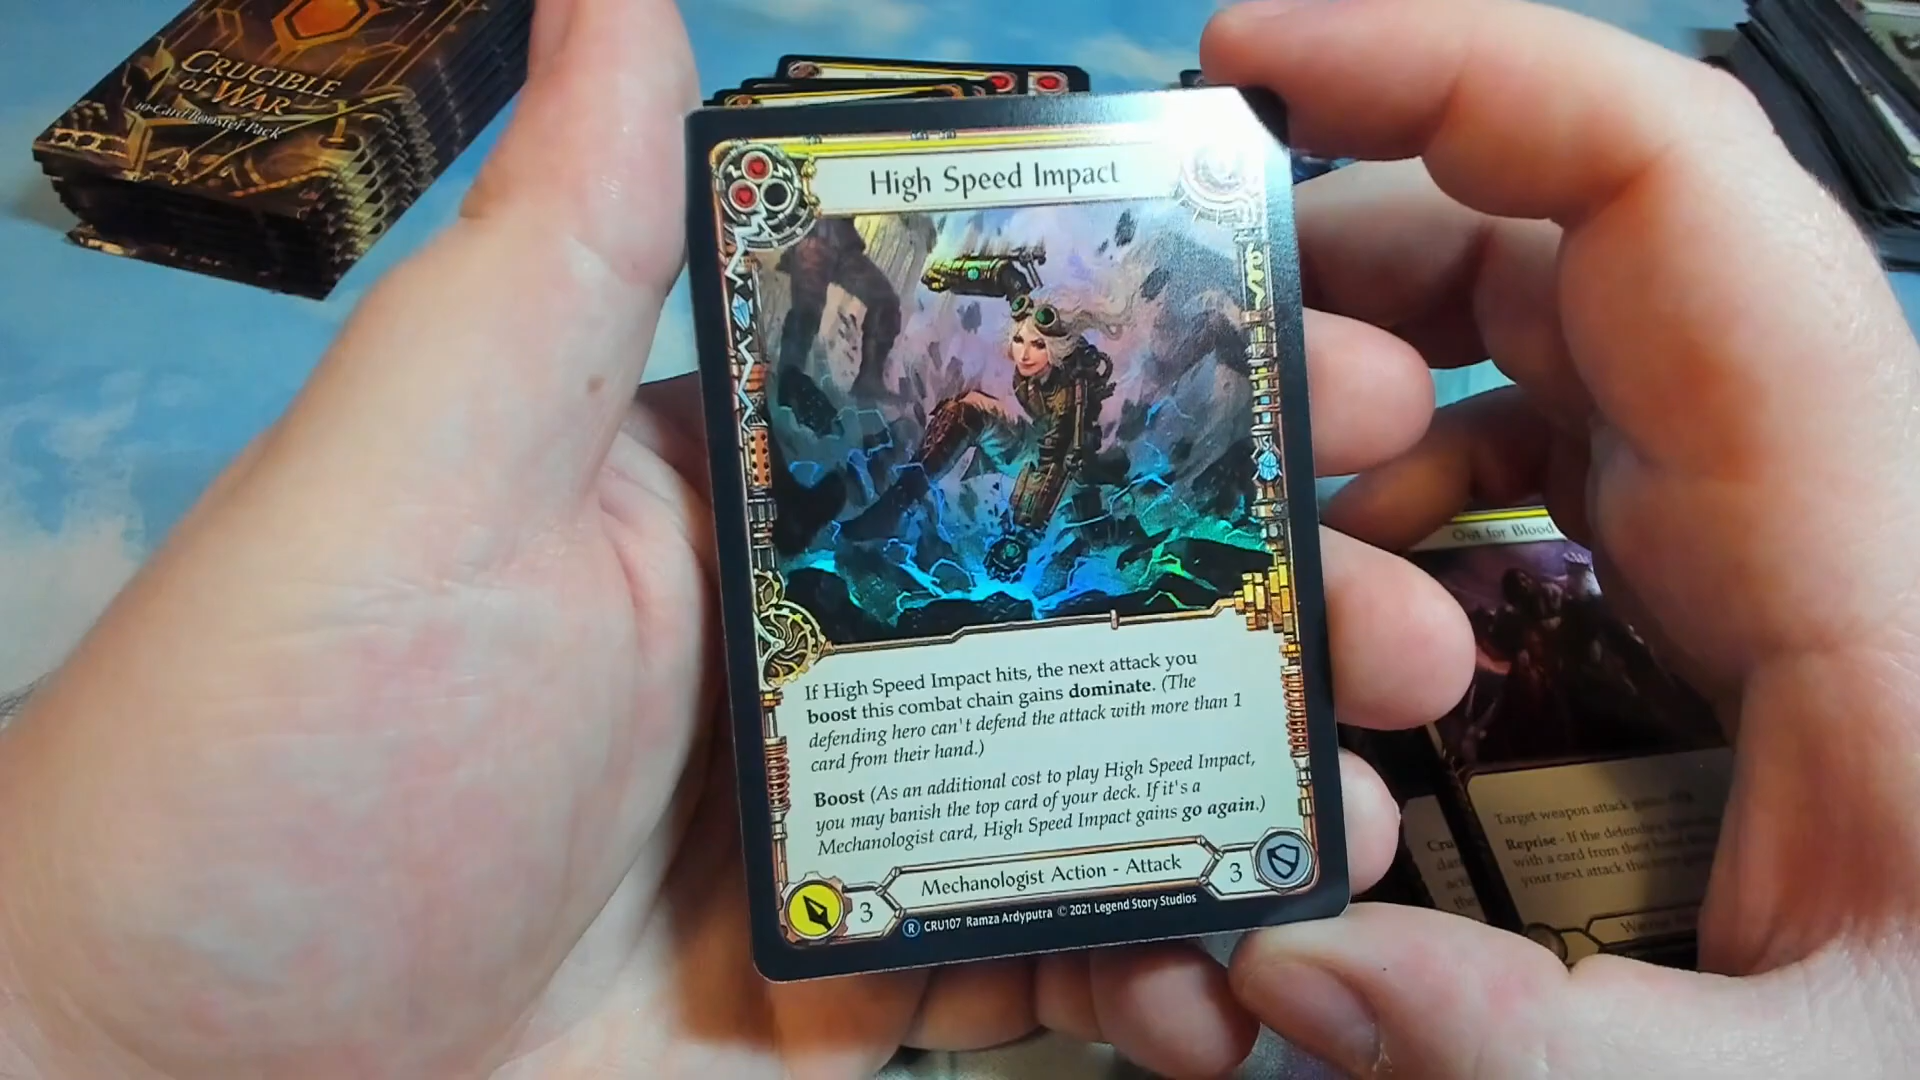 CRUCIBLE
of WAR
10-Card Booster Pack
High Speed Impact
If High Speed Impact hits, the next attack you
boost this combat chain gains dominate. (The
defending hero can't defend the attack with more than 1
card from their hand.)
Boost (As an additional cost to play High Speed Impact,
you may banish the top card of your deck. If it's a
Mechanologist card, High Speed Impact gains go again.)
3
Mechanologist Action - Attack
3
R CRU107 Ramza Ardyputra © 2021 Legend Story Studios
Out for Blood
Target weapon attack gains
Reprise - If the defending
with a card from their
your next attack this